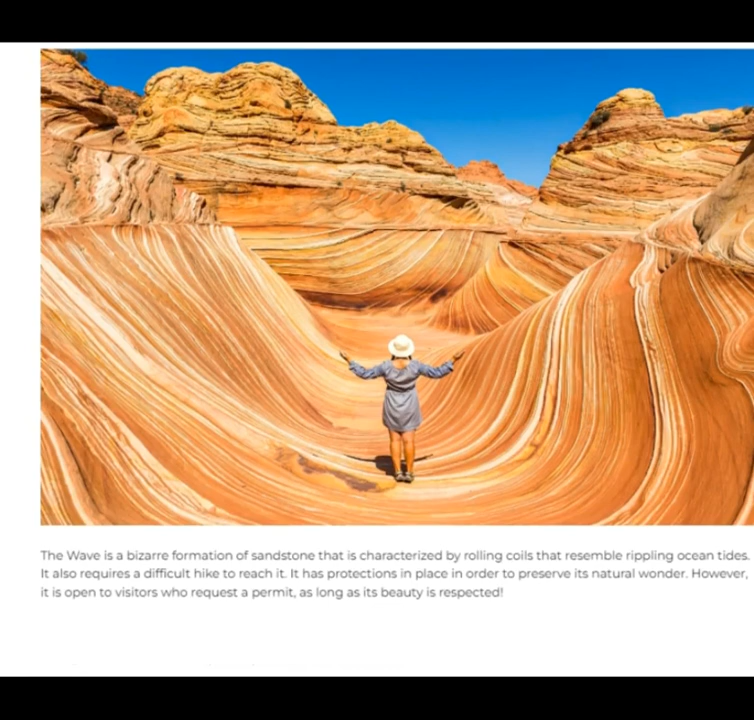 The Wave is a bizarre formation of sandstone that is characterized by rolling coils that resemble rippling ocean tides.
It also requires a difficult hike to reach it. It has protections in place in order to preserve its natural wonder. However,
it is open to visitors who request a permit, as long as its beauty is respected!